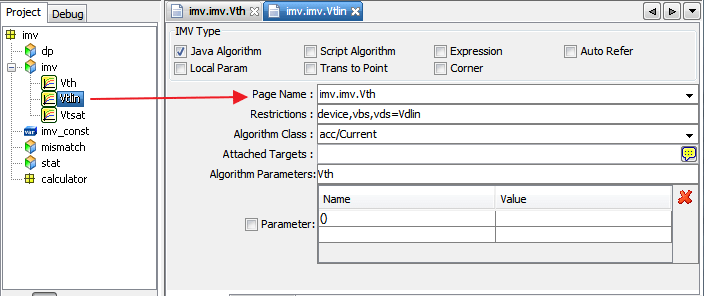 Project
Debug
imv
dp
imv
Vth
Vdlin
Vtsat
imv_const
mismatch
stat
calculator
imv.imv.Vth
imv.imv.Vtlin
IMV Type
Java Algorithm
Script Algorithm
Expression
Auto Refer
Local Param
Trans to Point
Corner
Page Name :
imv.imv.Vth
Restrictions :
device,vbs,vds=Vdlin
Algorithm Class :
acc/Current
Attached Targets :
Algorithm Parameters:
Vth
Parameter:
Name
Value
()